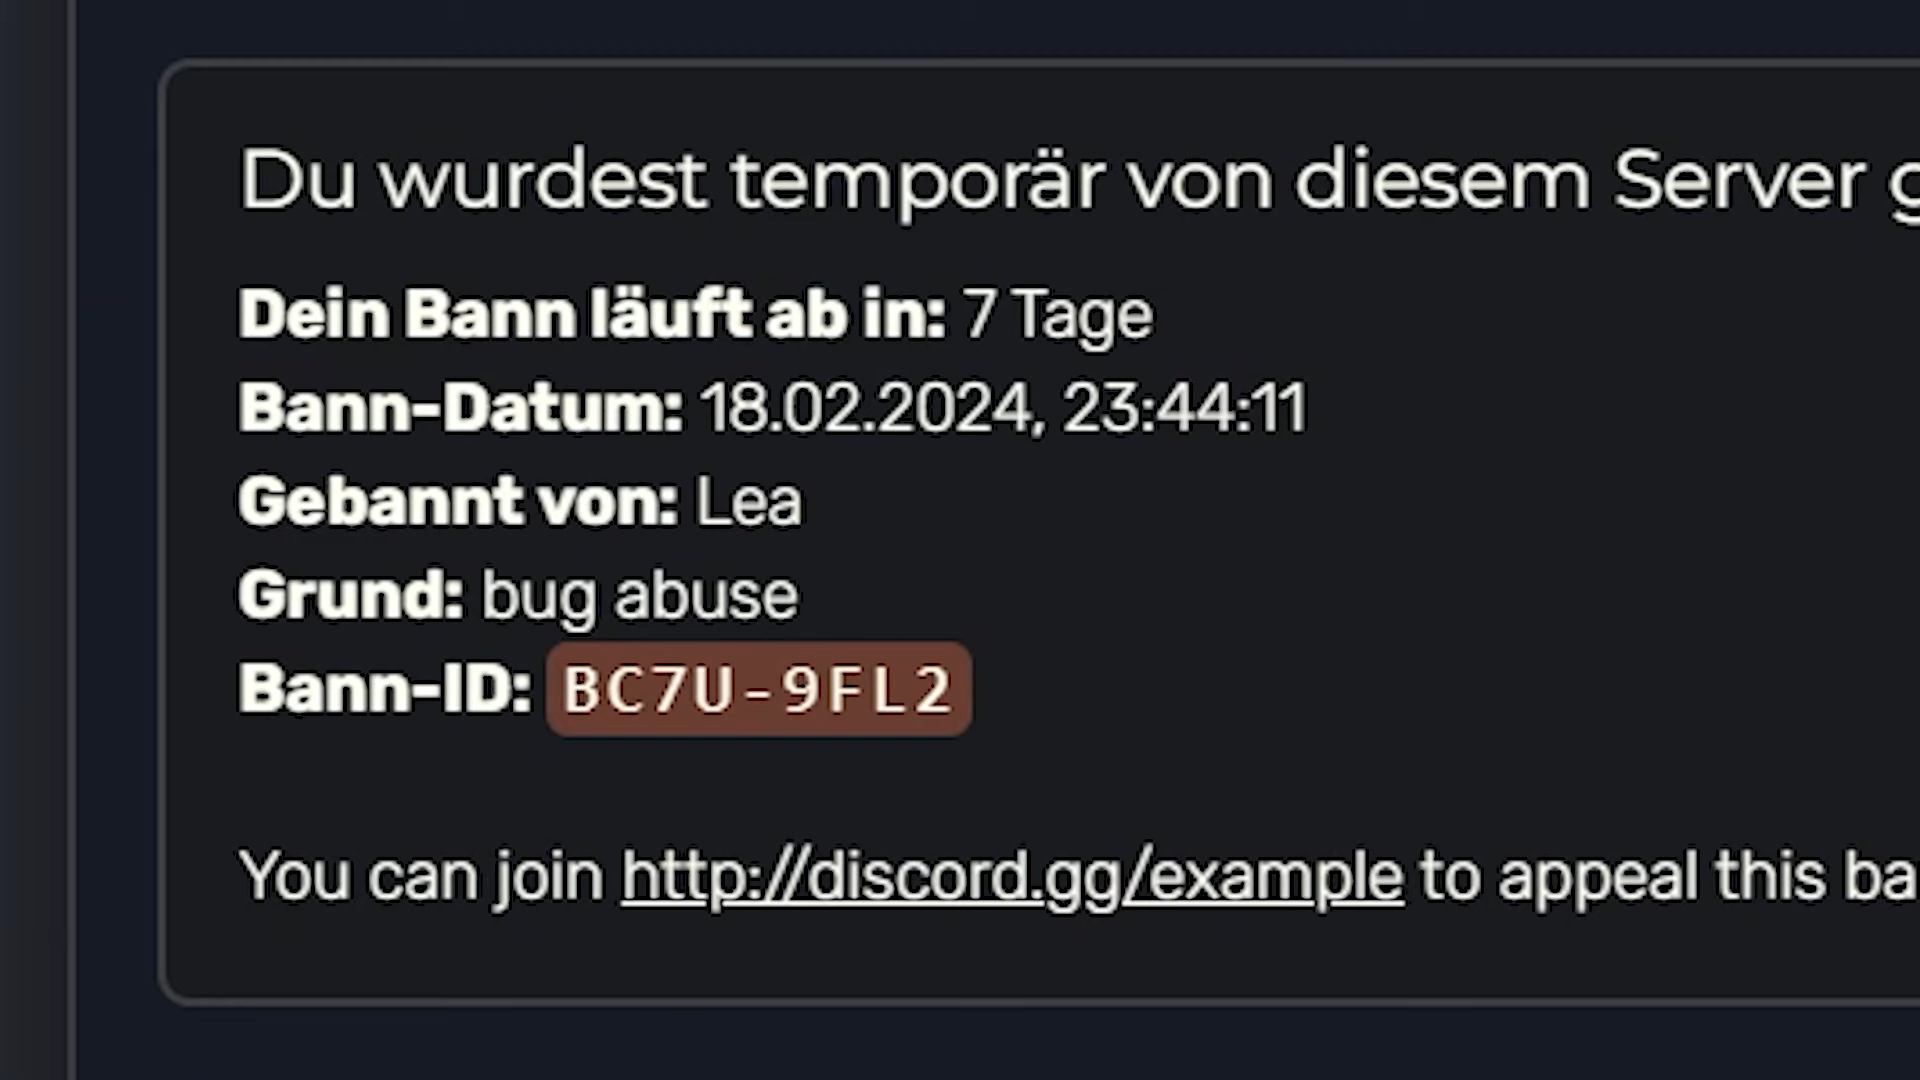 Du wurdest temporär von diesem Server
Dein Bann läuft ab in: 7 Tage
Bann-Datum: 18.02.2024, 23:44:11
Gebannt von: Lea
Grund: bug abuse
Bann-ID: BC7U-9FL2
You can join http://discord.gg/example to appeal this